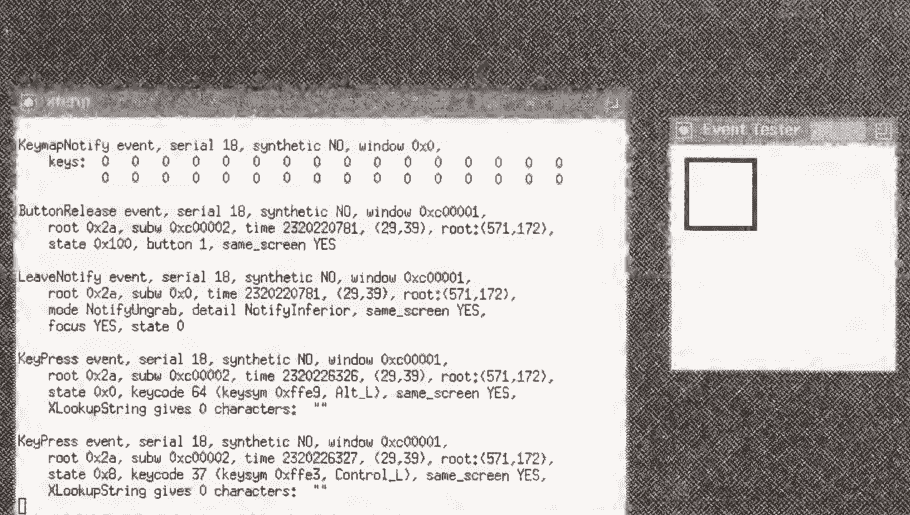 xterm
KeymapNotify event, serial 18, synthetic NO, window 0x0,
keys: 0 0 0 0 0 0 0 0 0 0 0 0 0 0 0 0
0 0 0 0 0 0 0 0 0 0 0 0 0 0 0 0
ButtonRelease event, serial 18, synthetic NO, window 0xc00001,
root 0x2a, subw 0xc00002, time 2320220781, (29,39), root:(571,172),
state 0x100, button 1, same_screen YES
LeaveNotify event, serial 18, synthetic NO, window 0xc00001,
root 0x2a, subw 0x0, time 2320220781, (29,39), root:(571,172),
mode NotifyUngrab, detail NotifyInferior, same_screen YES,
focus YES, state 0
KeyPress event, serial 18, synthetic NO, window 0xc00001,
root 0x2a, subw 0xc00002, time 2320226326, (29,39), root:(571,172),
state 0x0, keycode 64 (keysym 0xffe9, Alt_L), same_screen YES,
XLookupString gives 0 characters: ""
KeyPress event, serial 18, synthetic NO, window 0xc00001,
root 0x2a, subw 0xc00002, time 2320226327, (29,39), root:(571,172),
state 0x8, keycode 37 (keysym 0xffe3, Control_L), same_screen YES,
XLookupString gives 0 characters: ""
Event Tester